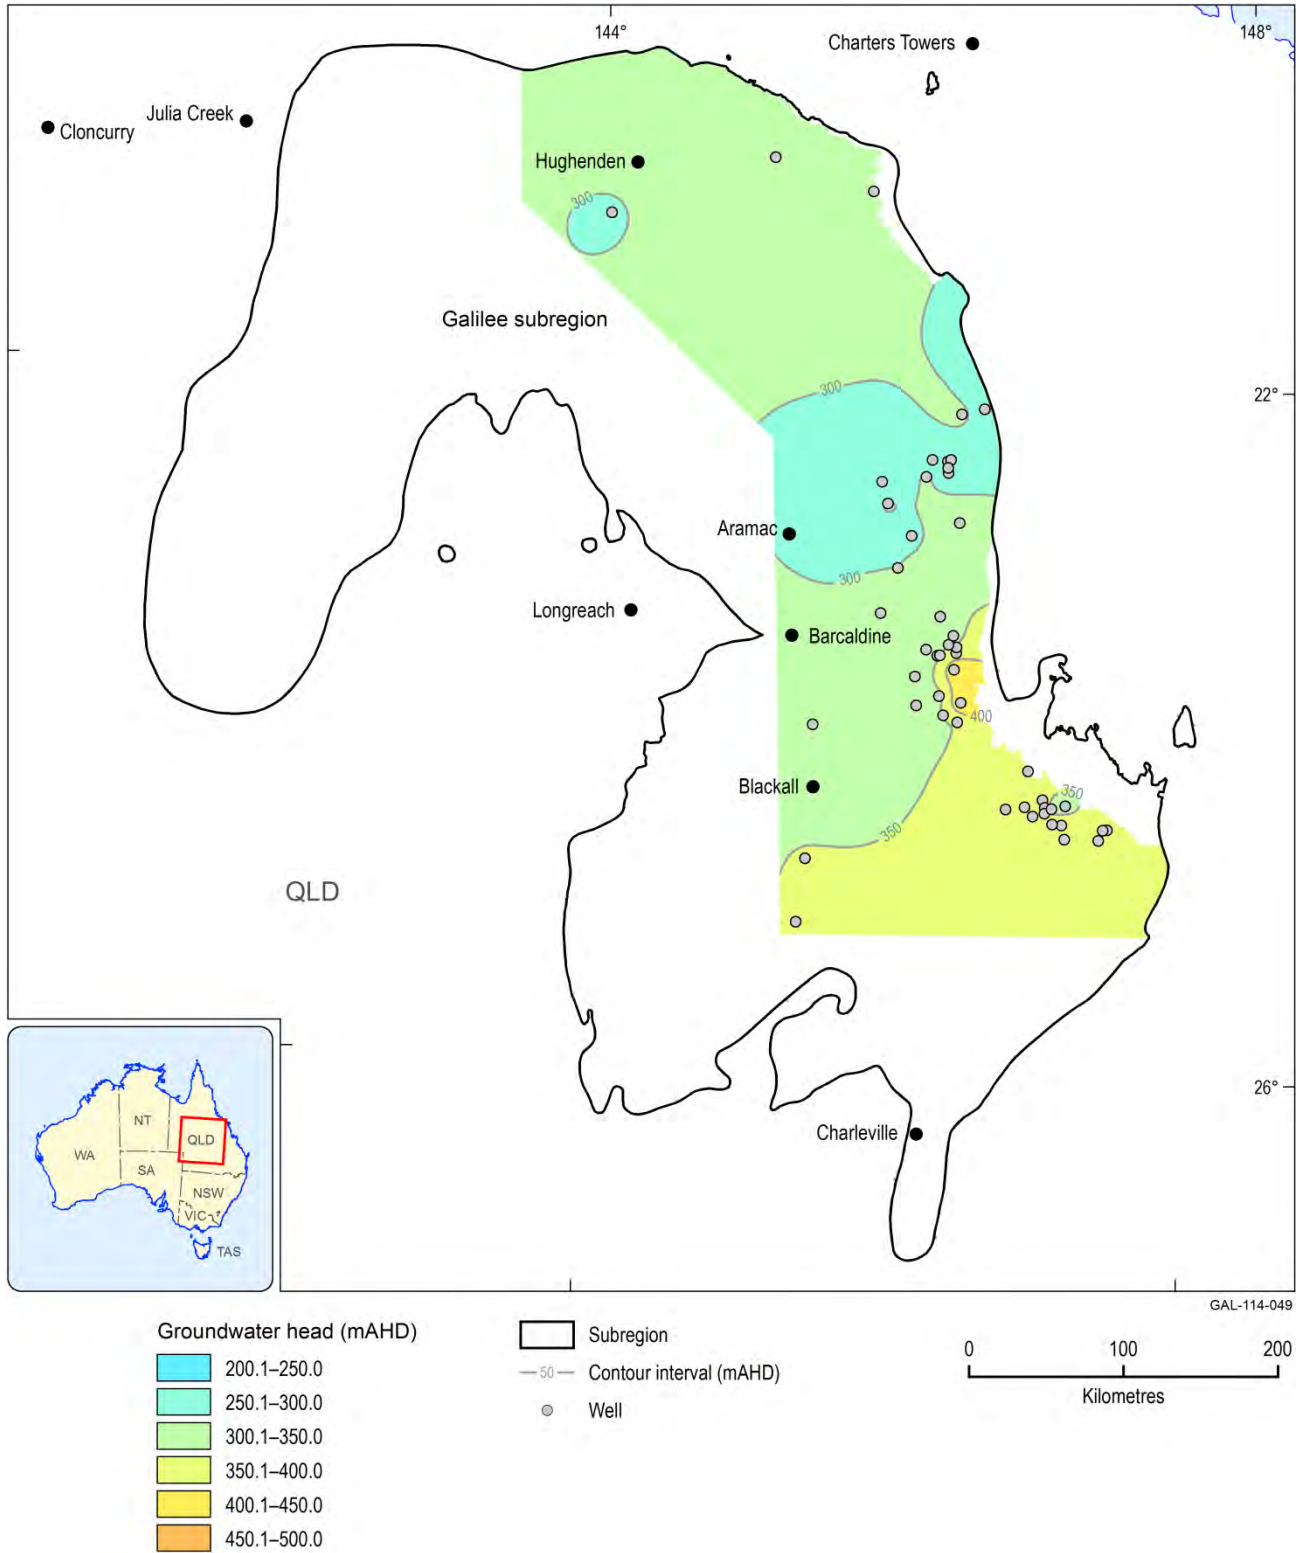 144°
148°
Charters Towers
Julia Creek
Cloncurry
Hughenden
300
Galilee subregion
300
22°
Aramac
300
Longreach
Barcaldine
400
Blackall
350
350
QLD
26°
Charleville
NT
QLD
WA
SA
NSW
VIC
TAS
GAL-114-049
Groundwater head (mAHD)
200.1–250.0
250.1–300.0
300.1–350.0
350.1–400.0
400.1–450.0
450.1–500.0
Subregion
50 Contour interval (mAHD)
Well
0 100 200
Kilometres